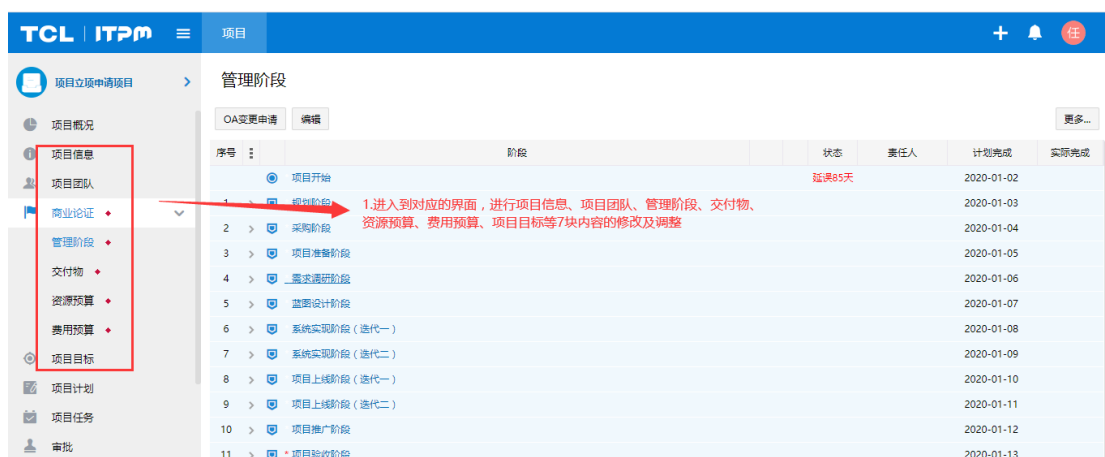 TCL ITPM 项目 任
项目立项申请项目
管理阶段
OA变更申请 编辑 更多...
项目概况
项目信息
项目团队
商业论证
管理阶段
交付物
资源预算
费用预算
项目目标
项目计划
项目任务
审批
序号 阶段 状态 责任人 计划完成 实际完成
项目开始 延误85天 2020-01-02
1 规划阶段 2020-01-03
1.进入到对应的界面，进行项目信息、项目团队、管理阶段、交付物、
资源预算、费用预算、项目目标等7块内容的修改及调整
2 采购阶段 2020-01-04
3 项目准备阶段 2020-01-05
4 需求调研阶段 2020-01-06
5 蓝图设计阶段 2020-01-07
6 系统实现阶段（迭代一） 2020-01-08
7 系统实现阶段（迭代二） 2020-01-09
8 项目上线阶段（迭代一） 2020-01-10
9 项目上线阶段（迭代二） 2020-01-11
10 项目推广阶段 2020-01-12
11 * 项目验收阶段 2020-01-13